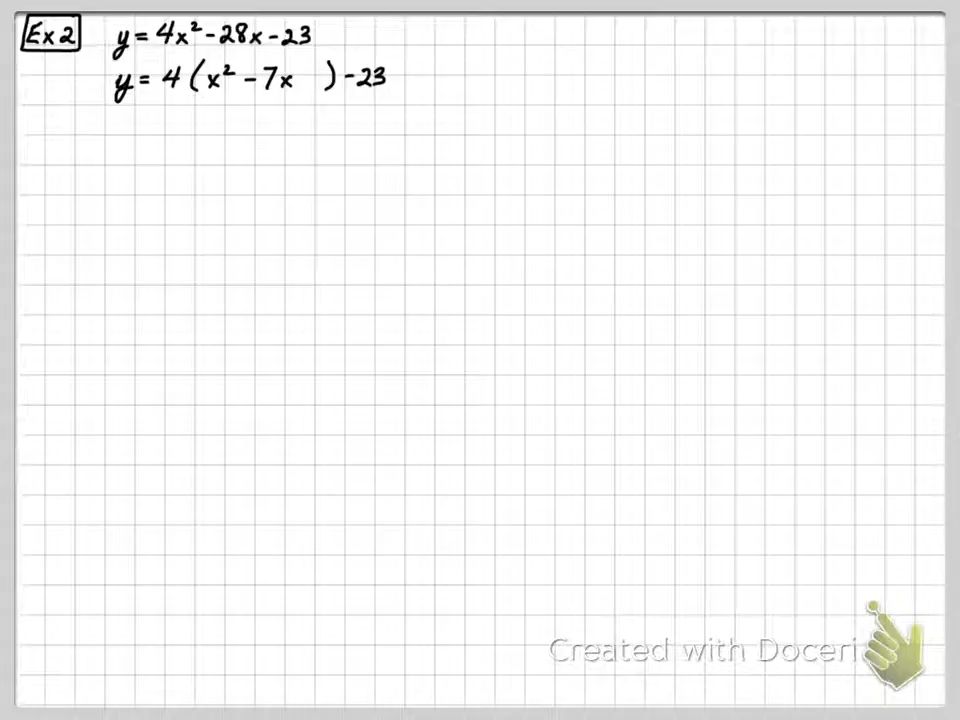 Ex 2 y = 4x² - 28x - 23
y = 4 ( x² - 7x ) - 23
Created with Doceri